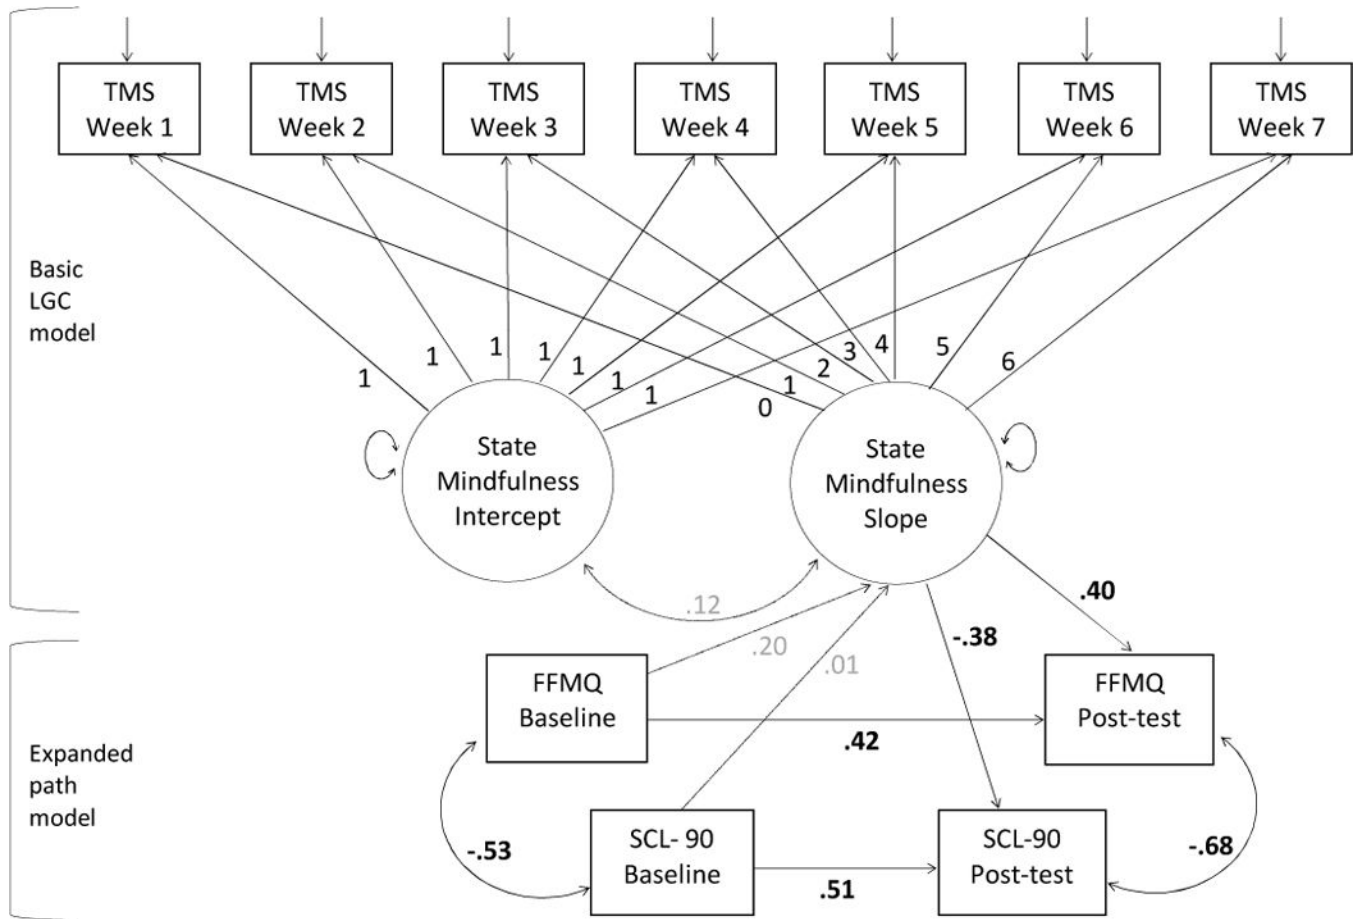 TMS
Week 1
TMS
Week 2
TMS
Week 3
TMS
Week 4
TMS
Week 5
TMS
Week 6
TMS
Week 7
Basic
LGC
model
1
1
1
1
1
1
1
0
1
2
3
4
5
6
State
Mindfulness
Intercept
State
Mindfulness
Slope
.12
.20
.01
-.38
.40
FFMQ
Baseline
.42
FFMQ
Post-test
Expanded
path
model
-.53
SCL- 90
Baseline
.51
SCL-90
Post-test
-.68